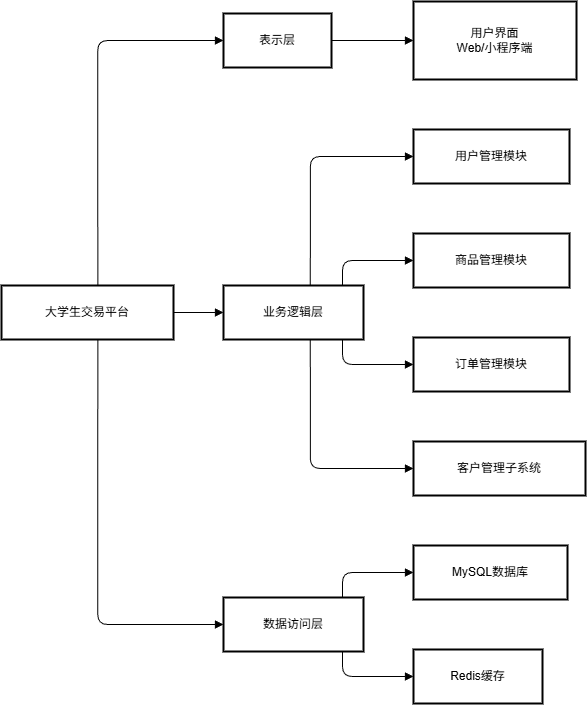 表示层
用户界面
Web/小程序端
用户管理模块
商品管理模块
大学生交易平台
业务逻辑层
订单管理模块
客户管理子系统
MySQL数据库
数据访问层
Redis缓存